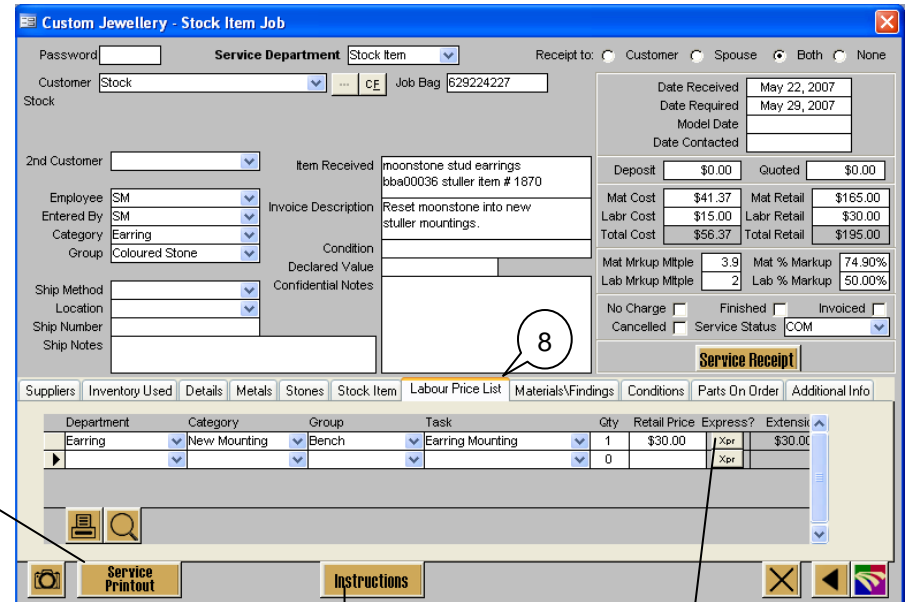 Custom Jewellery - Stock Item Job
Password Service Department Stock Item Receipt to: Customer Spouse Both None
Customer Stock ... CF Job Bag 629224227
Stock
Date Received May 22, 2007
Date Required May 29, 2007
Model Date
Date Contacted
2nd Customer
Item Received moonstone stud earrings
bba00036 stuller item # 1870
Deposit $0.00 Quoted $0.00
Employee SM
Entered By SM
Category Earring
Group Coloured Stone
Invoice Description Reset moonstone into new
stuller mountings.
Condition
Declared Value
Confidential Notes
Mat Cost $41.37 Mat Retail $165.00
Labr Cost $15.00 Labr Retail $30.00
Total Cost $56.37 Total Retail $195.00
Mat Mrkup Mltple 3.9 Mat % Markup 74.90%
Lab Mrkup Mltple 2 Lab % Markup 50.00%
Ship Method
Location
Ship Number
Ship Notes
No Charge Finished Invoiced
Cancelled Service Status COM
8
Service Receipt
Suppliers Inventory Used Details Metals Stones Stock Item Labour Price List Materials\Findings Conditions Parts On Order Additional Info
Department Category Group Task Qty Retail Price Express? Extensic
Earring New Mounting Bench Earring Mounting 1 $30.00 Xpr $30.00
0 Xpr
Service
Printout
Instructions